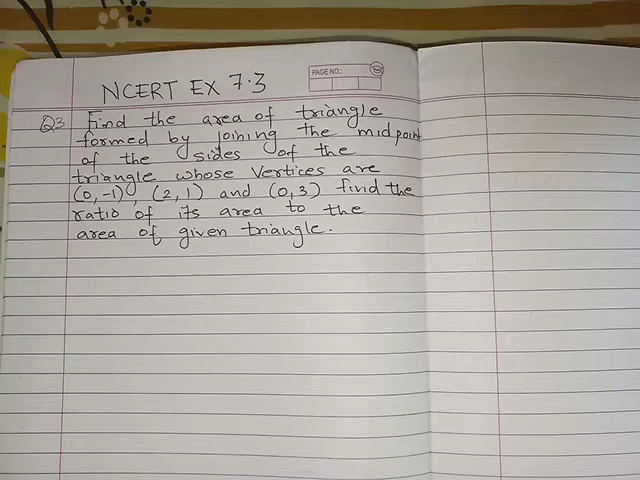 PAGE NO.:
NCERT EX 7.3
Q3 Find the area of triangle
formed by joining the midpoint
of the sides of the
triangle whose vertices are
(0, -1), (2, 1) and (0, 3) find the
ratio of its area to the
area of given triangle.